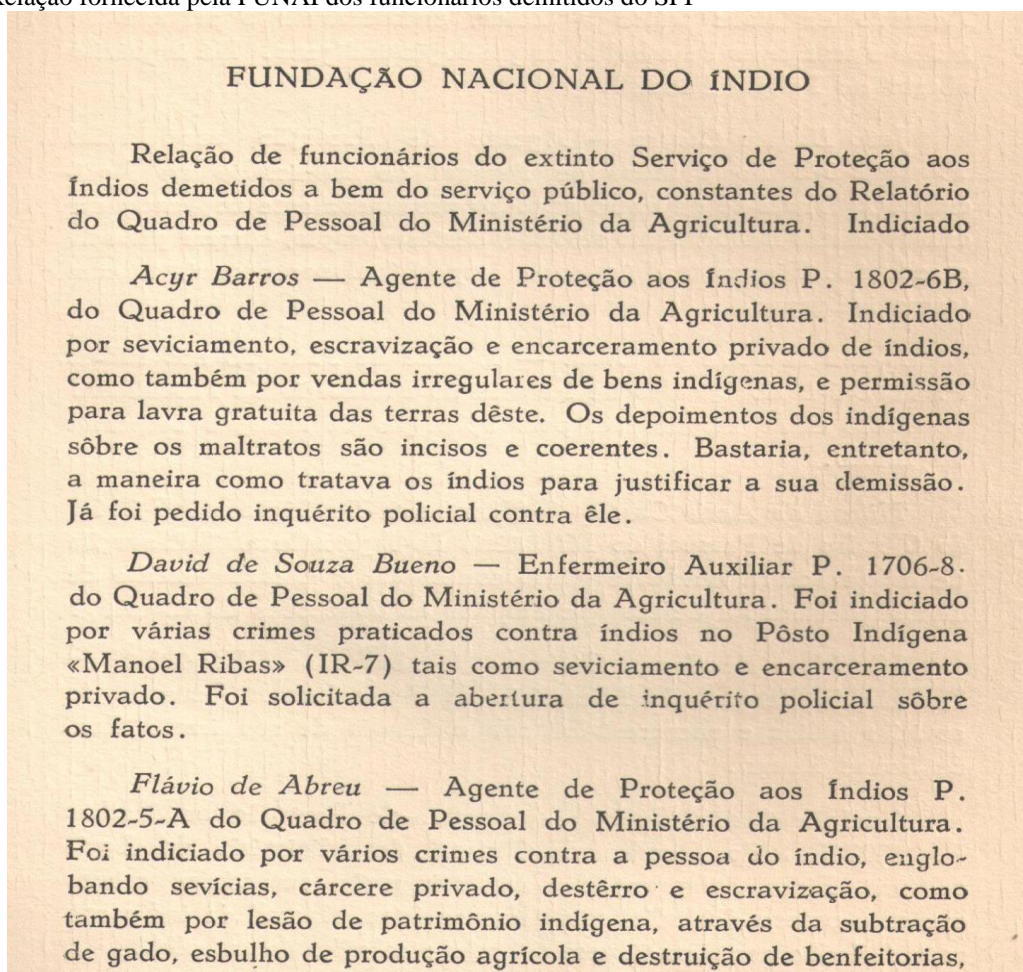 Relação fornecida pela FUNAI dos funcionários demitidos do SPI
FUNDAÇÃO NACIONAL DO ÍNDIO
Relação de funcionários do extinto Serviço de Proteção aos
Índios demetidos a bem do serviço público, constantes do Relatório
do Quadro de Pessoal do Ministério da Agricultura. Indiciado
Acyr Barros — Agente de Proteção aos Índios P. 1802-6B,
do Quadro de Pessoal do Ministério da Agricultura. Indiciado
por seviciamento, escravização e encarceramento privado de índios,
como também por vendas irregulares de bens indígenas, e permissão
para lavra gratuita das terras dêste. Os depoimentos dos indígenas
sôbre os maltratos são incisos e coerentes. Bastaria, entretanto,
a maneira como tratava os índios para justificar a sua demissão.
Já foi pedido inquérito policial contra êle.
David de Souza Bueno — Enfermeiro Auxiliar P. 1706-8.
do Quadro de Pessoal do Ministério da Agricultura. Foi indiciado
por várias crimes praticados contra índios no Pôsto Indígena
«Manoel Ribas» (IR-7) tais como seviciamento e encarceramento
privado. Foi solicitada a abertura de inquérito policial sôbre
os fatos.
Flávio de Abreu — Agente de Proteção aos Índios P.
1802-5-A do Quadro de Pessoal do Ministério da Agricultura.
Foi indiciado por vários crimes contra a pessoa do índio, englo-
bando sevícias, cárcere privado, destêrro e escravização, como
também por lesão de patrimônio indígena, através da subtração
de gado, esbulho de produção agrícola e destruição de benfeitorias,